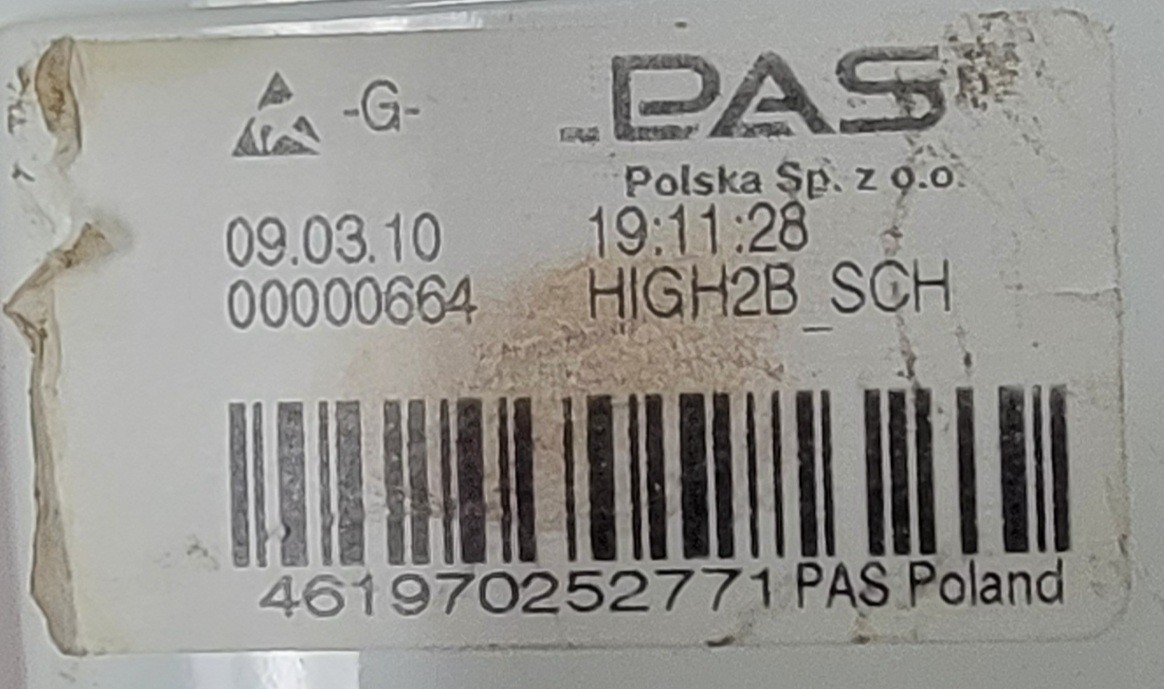 -G- PAS
Polska Sp. z o.o.
09.03.10 19:11:28
00000664 HIGH2B_SCH
461970252771 PAS Poland